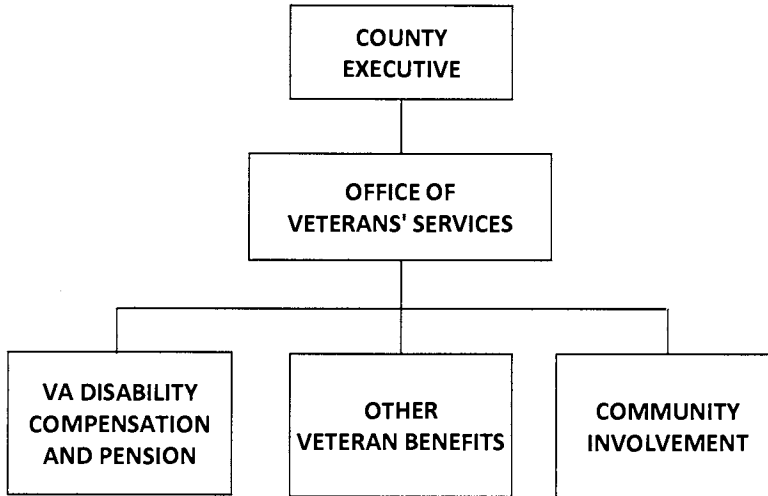 COUNTY
EXECUTIVE
OFFICE OF
VETERANS' SERVICES
VA DISABILITY
COMPENSATION
AND PENSION
OTHER
VETERAN BENEFITS
COMMUNITY
INVOLVEMENT